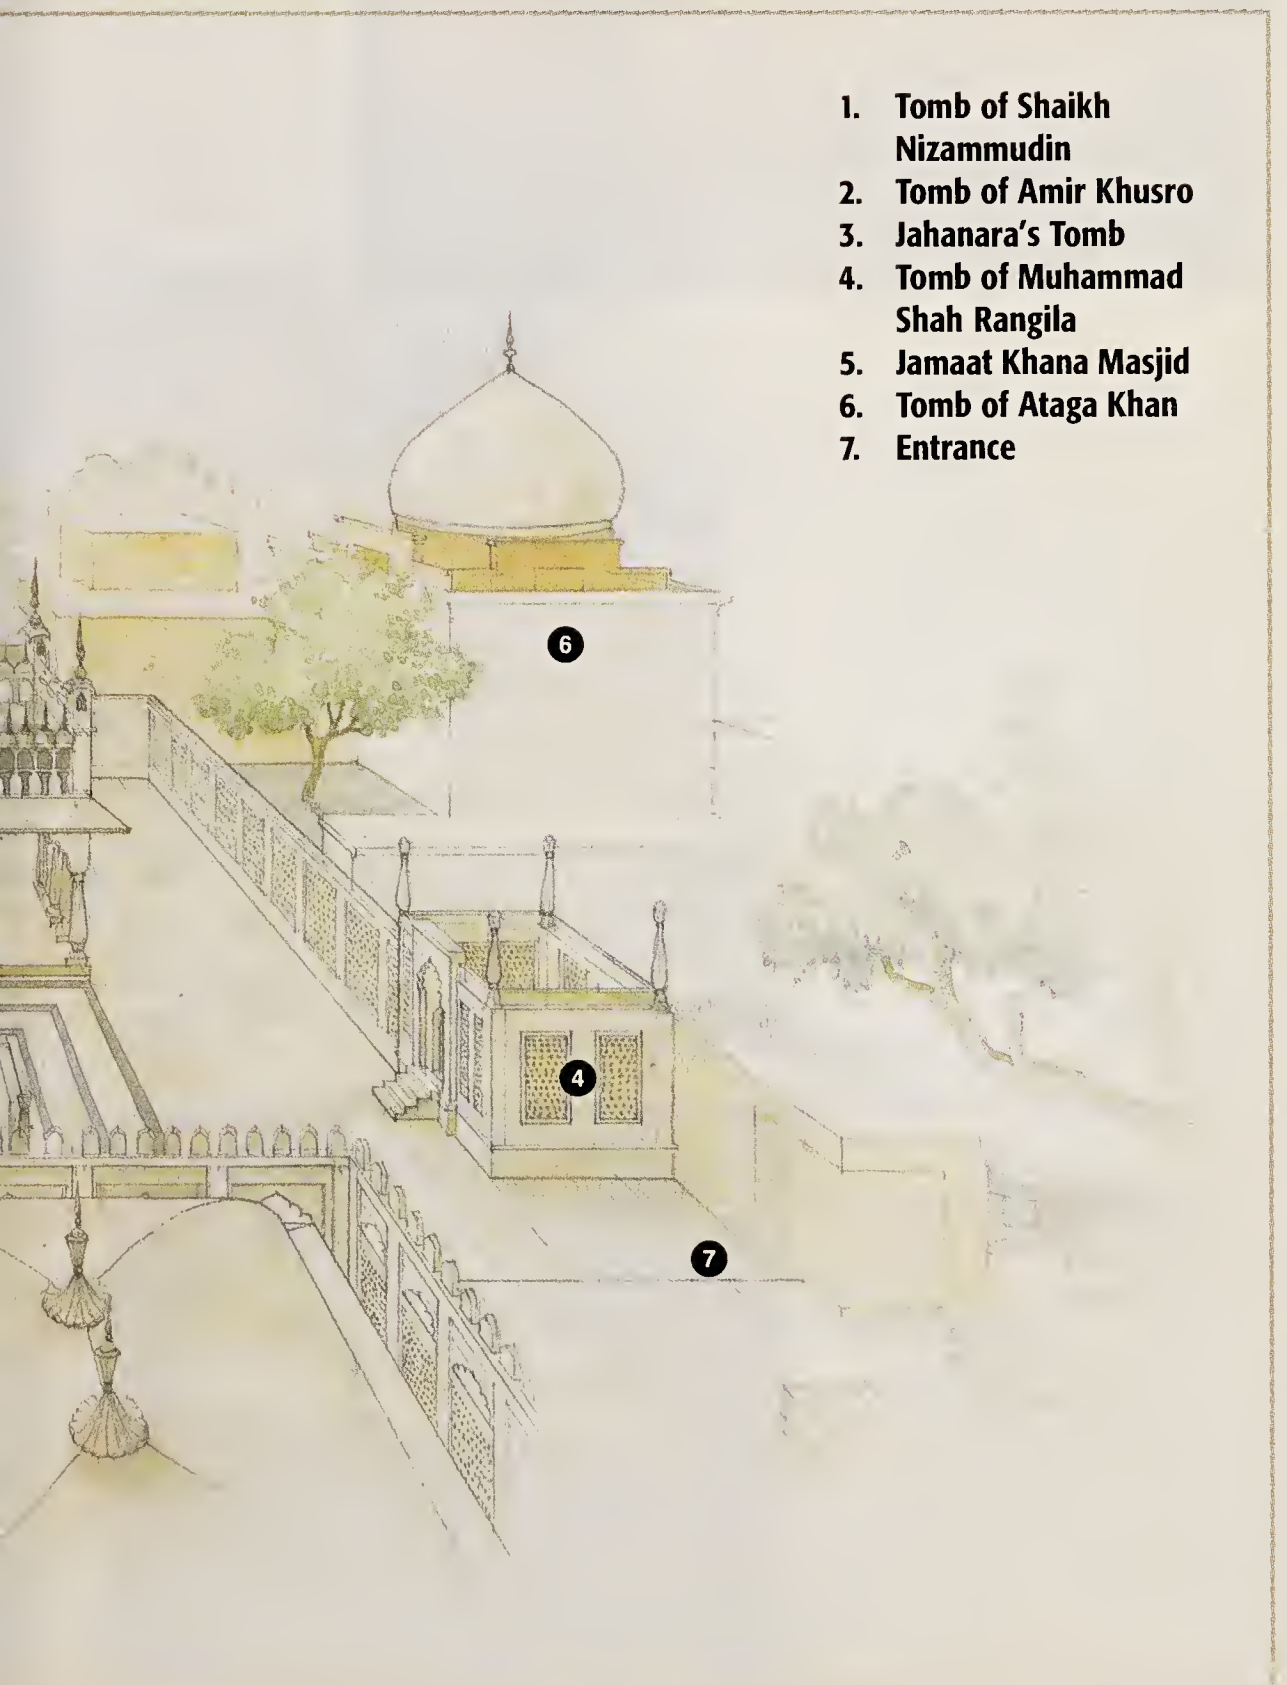 1. Tomb of Shaikh
Nizammudin
2. Tomb of Amir Khusro
3. Jahanara's Tomb
4. Tomb of Muhammad
Shah Rangila
5. Jamaat Khana Masjid
6. Tomb of Ataga Khan
7. Entrance
6
4
7